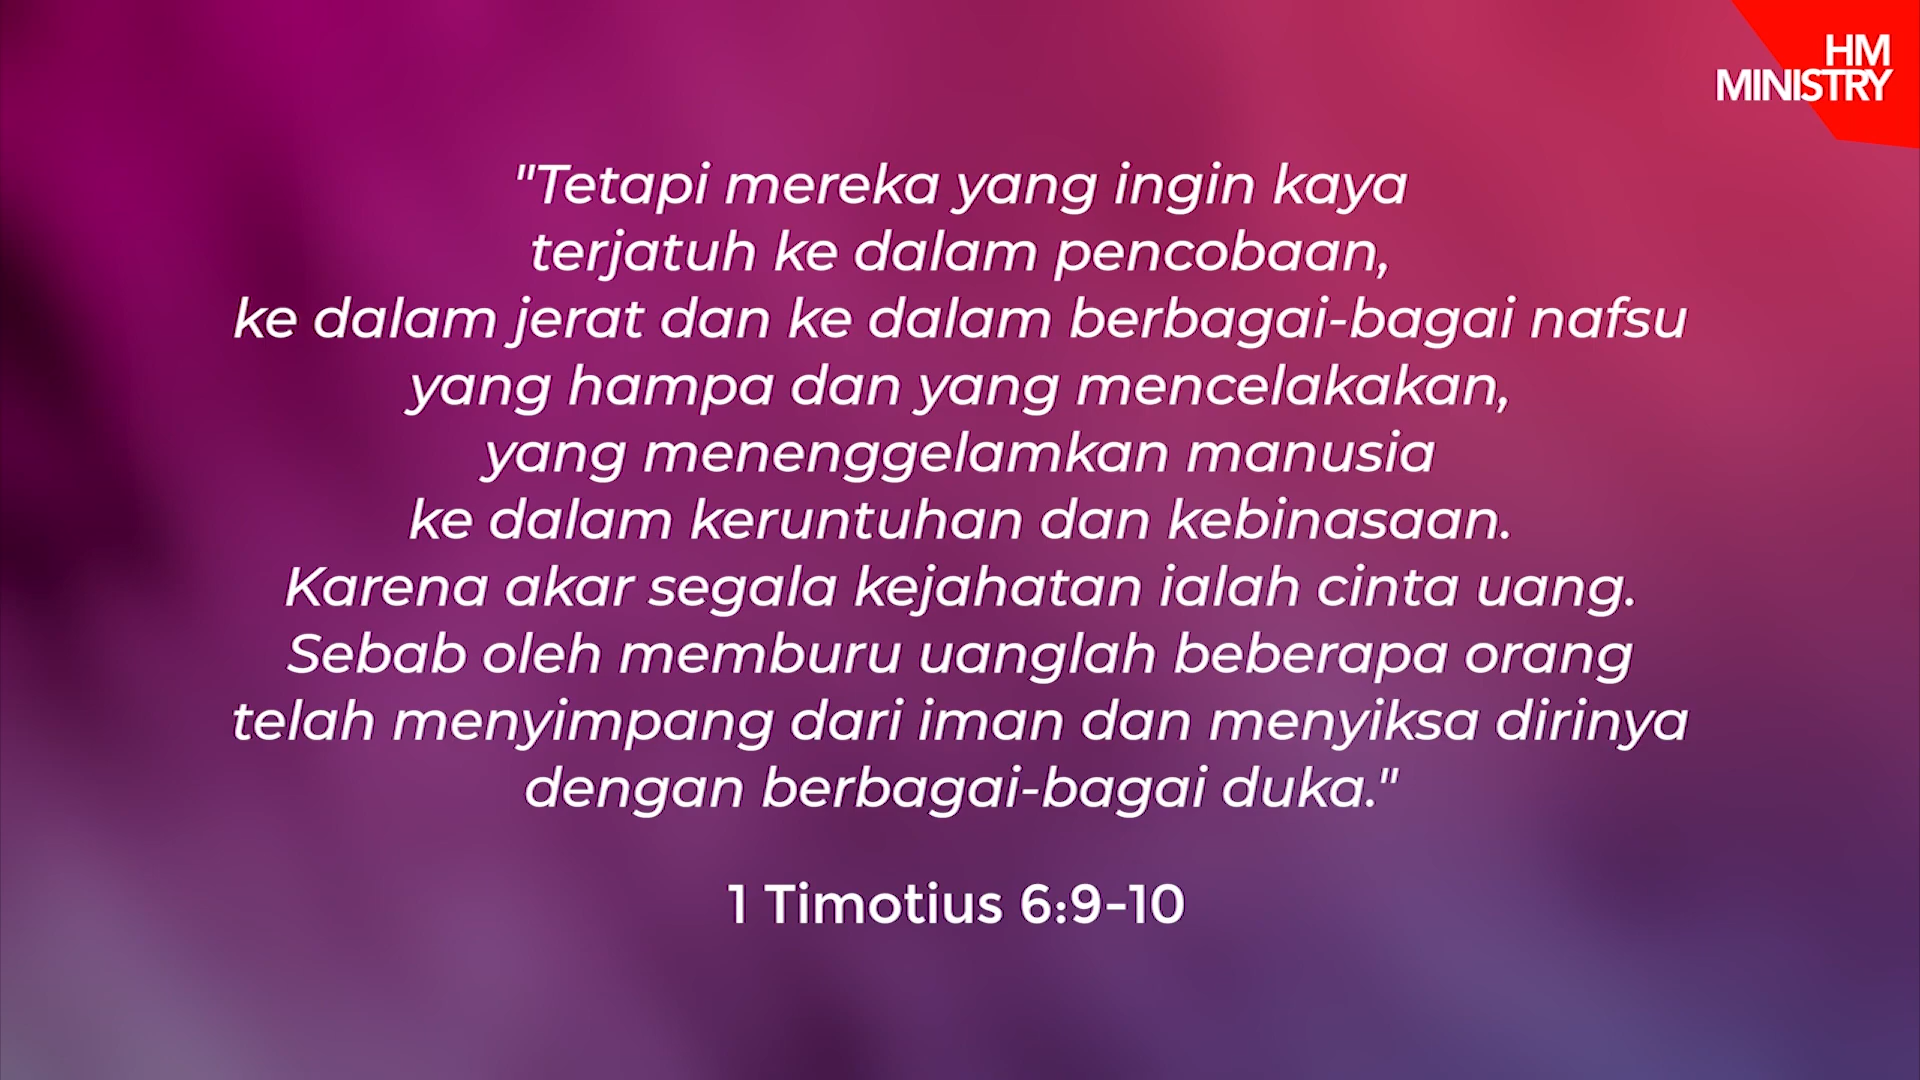 HM
MINISTRY
"Tetapi mereka yang ingin kaya
terjatuh ke dalam pencobaan,
ke dalam jerat dan ke dalam berbagai-bagai nafsu
yang hampa dan yang mencelakakan,
yang menenggelamkan manusia
ke dalam keruntuhan dan kebinasaan.
Karena akar segala kejahatan ialah cinta uang.
Sebab oleh memburu uanglah beberapa orang
telah menyimpang dari iman dan menyiksa dirinya
dengan berbagai-bagai duka."
1 Timotius 6:9-10